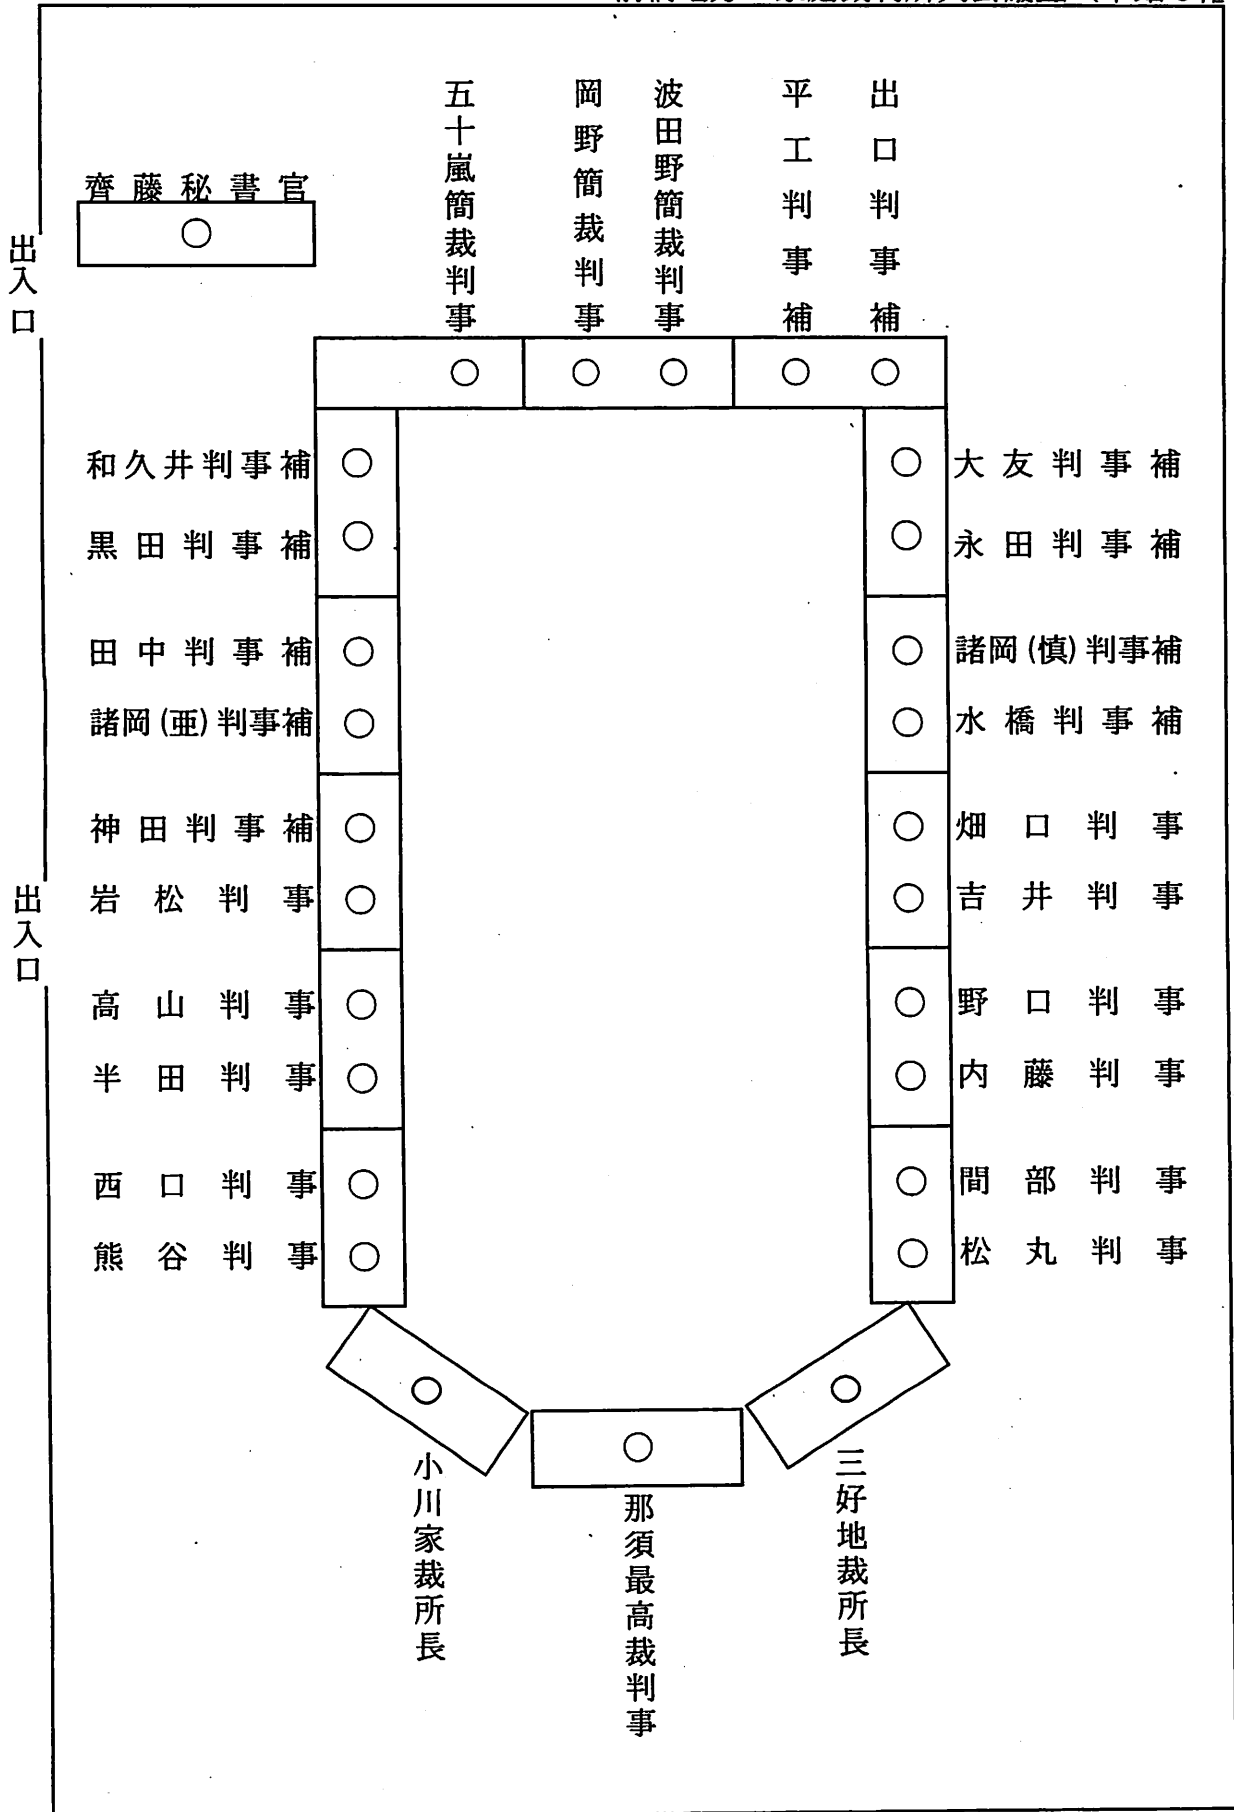 五十嵐簡裁判事
岡野簡裁判事
波田野簡裁判事
平工判事補
出口判事補
齊藤秘書官
出入口
和久井判事補
黒田判事補
田中判事補
諸岡(亜)判事補
神田判事補
岩松判事
高山判事
半田判事
西口判事
熊谷判事
出入口
大友判事補
永田判事補
諸岡(慎)判事補
水橋判事補
畑口判事
吉井判事
野口判事
内藤判事
間部判事
松丸判事
小川家裁所長
那須最高裁判事
三好地裁所長